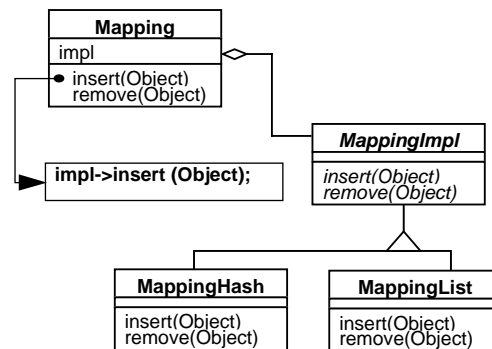 Mapping
impl
insert(Object)
remove(Object)
MappingImpl
impl->insert (Object);
insert(Object)
remove(Object)
MappingHash
MappingList
insert(Object)
remove(Object)
insert(Object)
remove(Object)